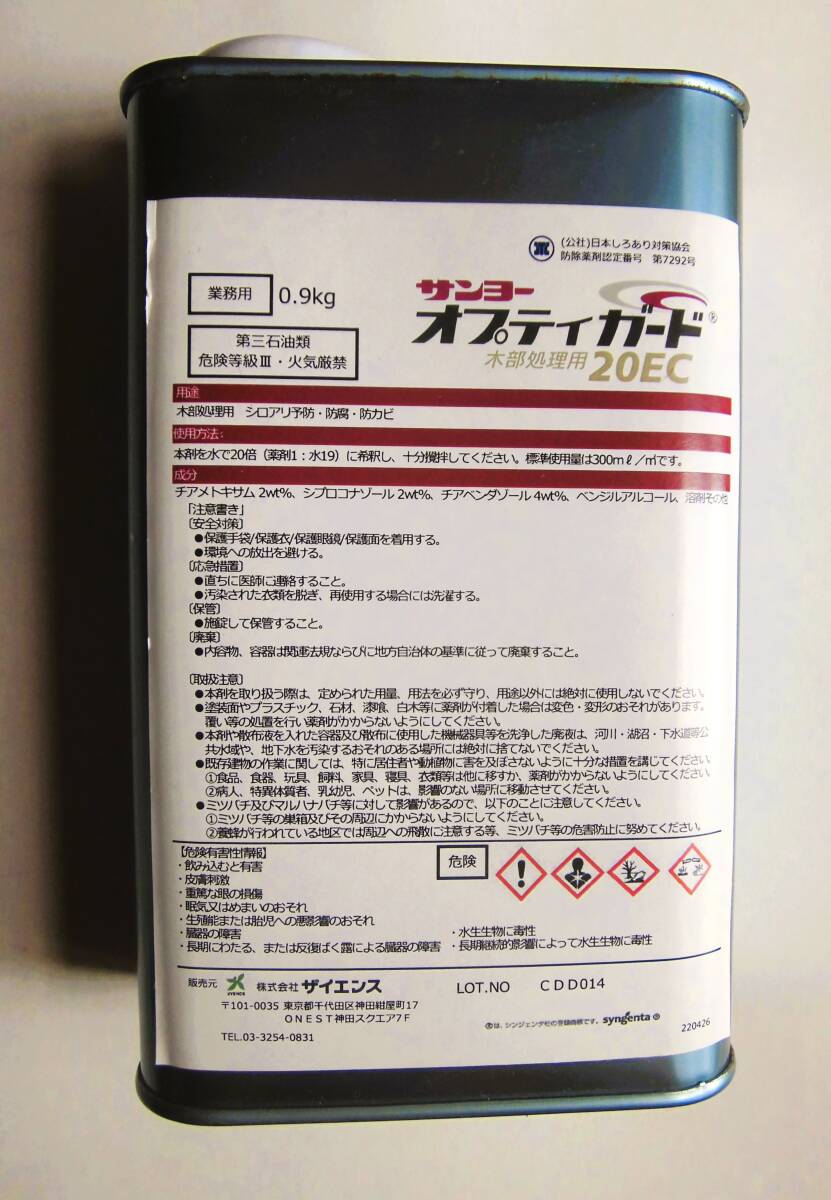 (公社)日本しろあり対策協会
防除薬剤認定番号 第7292号
業務用 0.9kg
サンヨー
オプティガード®
木部処理用 20EC
第三石油類
危険等級Ⅲ・火気厳禁
用途
木部処理用 シロアリ予防・防腐・防カビ
使用方法:
本剤を水で20倍(薬剤1:水19)に希釈し、十分攪拌してください。標準使用量は300mℓ/㎡です。
成分
チアメトキサム 2wt%、シプロコナゾール 2wt%、チアベンダゾール 4wt%、ベンジルアルコール、溶剤その他
「注意書き」
〔安全対策〕
●保護手袋/保護衣/保護眼鏡/保護面を着用する。
●環境への放出を避ける。
〔応急措置〕
●直ちに医師に連絡すること。
●汚染された衣類を脱ぎ、再使用する場合には洗濯する。
〔保管〕
●施錠して保管すること。
〔廃棄〕
●内容物、容器は関連法規ならびに地方自治体の基準に従って廃棄すること。
〔取扱注意〕
●本剤を取り扱う際は、定められた用量、用法を必ず守り、用途以外には絶対に使用しないでください。
●塗装面やプラスチック、石材、漆喰、白木等に薬剤が付着した場合は変色・変形のおそれがあります。
覆い等の処置を行い薬剤がかからないようにしてください。
●本剤や散布液を入れた容器及び散布に使用した機械器具等を洗浄した廃液は、河川・湖沼・下水道等公
共水域や、地下水を汚染するおそれのある場所には絶対に捨てないでください。
●既存建物の作業に関しては、特に居住者や動植物に害を及ぼさないように十分な措置を講じてください。
①食品、食器、玩具、飼料、家具、寝具、衣類等は他に移すか、薬剤がかからないようにしてください。
②病人、特異体質者、乳幼児、ペットは、影響のない場所に移動させてください。
●ミツバチ及びマルハナバチ等に対して影響があるので、以下のことに注意してください。
①ミツバチ等の巣箱及びその周辺にかからないようにしてください。
②養蜂が行われている地区では周辺への飛散に注意する等、ミツバチ等の危害防止に努めてください。
【危険有害性情報】
・飲み込むと有害
・皮膚刺激
・重篤な眼の損傷
・眠気又はめまいのおそれ
・生殖能または胎児への悪影響のおそれ
・臓器の障害
・長期にわたる、または反復ばく露による臓器の障害
危険
・水生生物に毒性
・長期継続的影響によって水生生物に毒性
販売元 株式会社 ザイエンス
〒101-0035 東京都千代田区神田紺屋町17
ONEST神田スクエア7F
TEL.03-3254-0831
LOT.NO CDD014
®は、シンジェンタ社の登録商標です。 syngenta®
220426